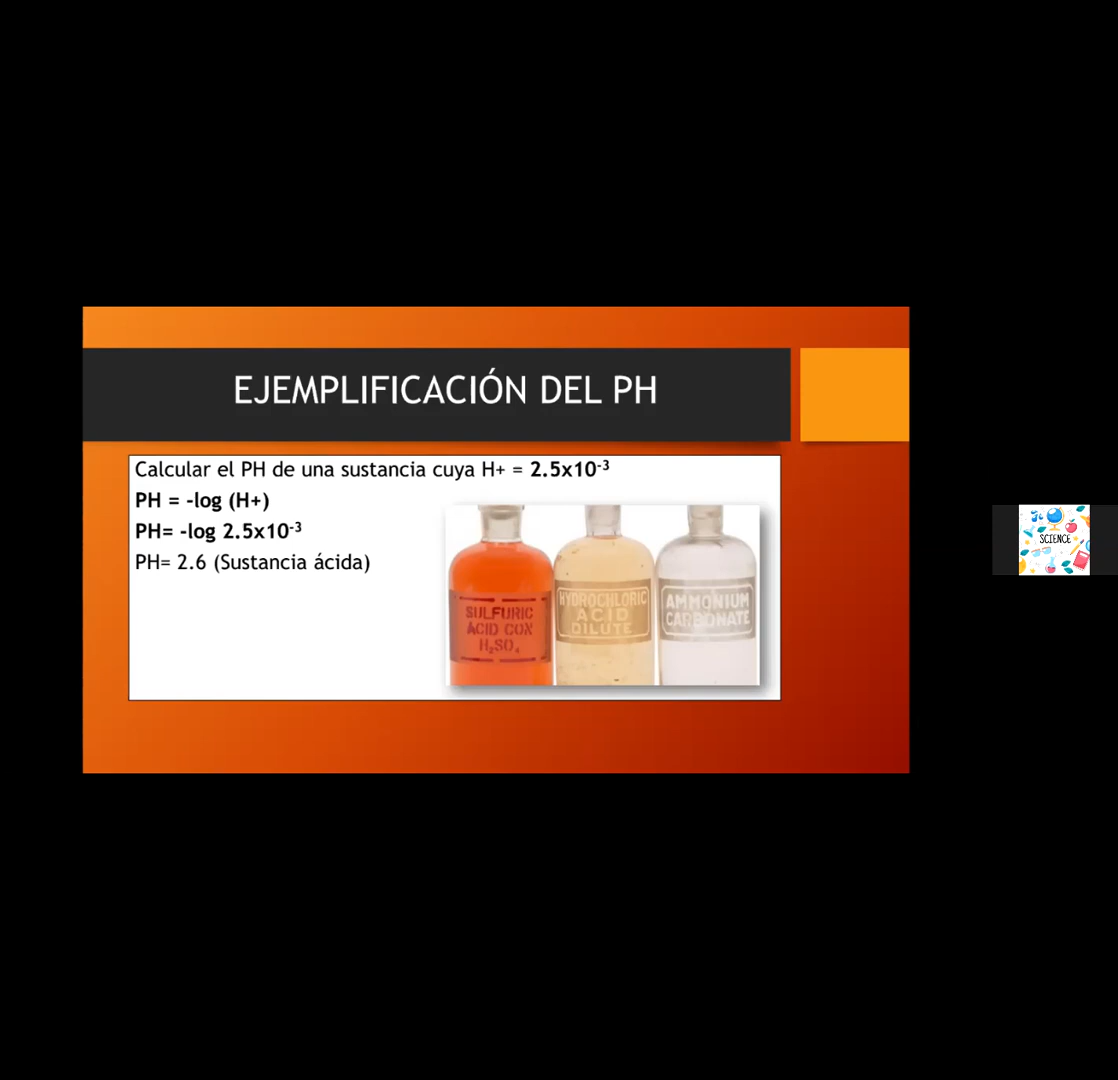 EJEMPLIFICACIÓN DEL PH
Calcular el PH de una sustancia cuya H+ = 2.5x10⁻³
PH = -log (H+)
PH= -log 2.5x10⁻³
PH= 2.6 (Sustancia ácida)
SULFURIC
ACID CON
H₂SO₄
HYDROCHLORIC
ACID
DILUTE
AMMONIUM
CARBONATE
SCIENCE